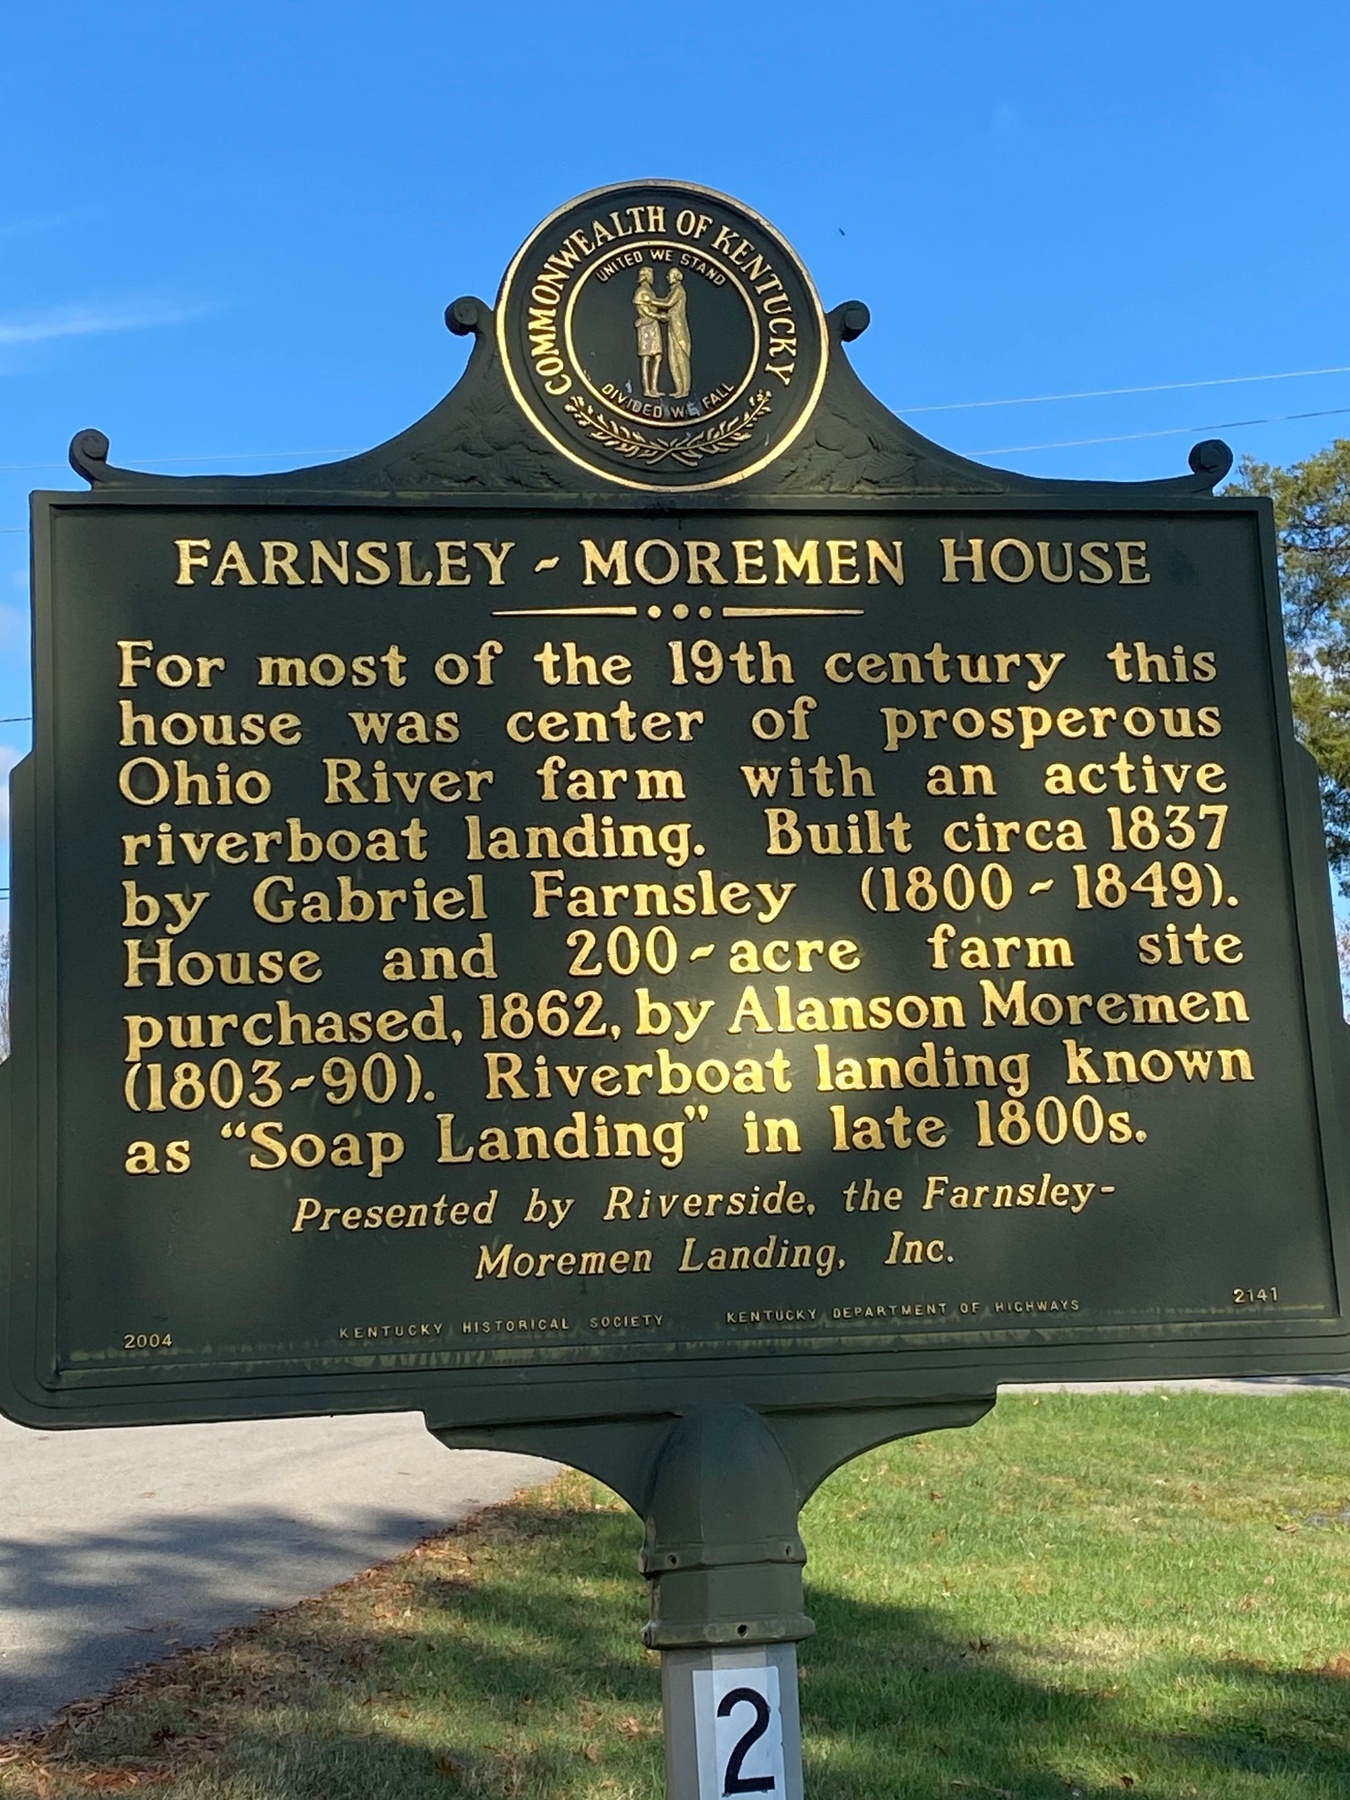 COMMONWEALTH OF KENTUCKY
UNITED WE STAND
DIVIDED WE FALL
FARNSLEY - MOREMEN HOUSE
For most of the 19th century this
house was center of prosperous
Ohio River farm with an active
riverboat landing. Built circa 1837
by Gabriel Farnsley (1800-1849).
House and 200-acre farm site
purchased, 1862, by Alanson Moremen
(1803-90). Riverboat landing known
as "Soap Landing" in late 1800s.
Presented by Riverside, the Farnsley-
Moremen Landing, Inc.
2004 KENTUCKY HISTORICAL SOCIETY KENTUCKY DEPARTMENT OF HIGHWAYS 2141
2